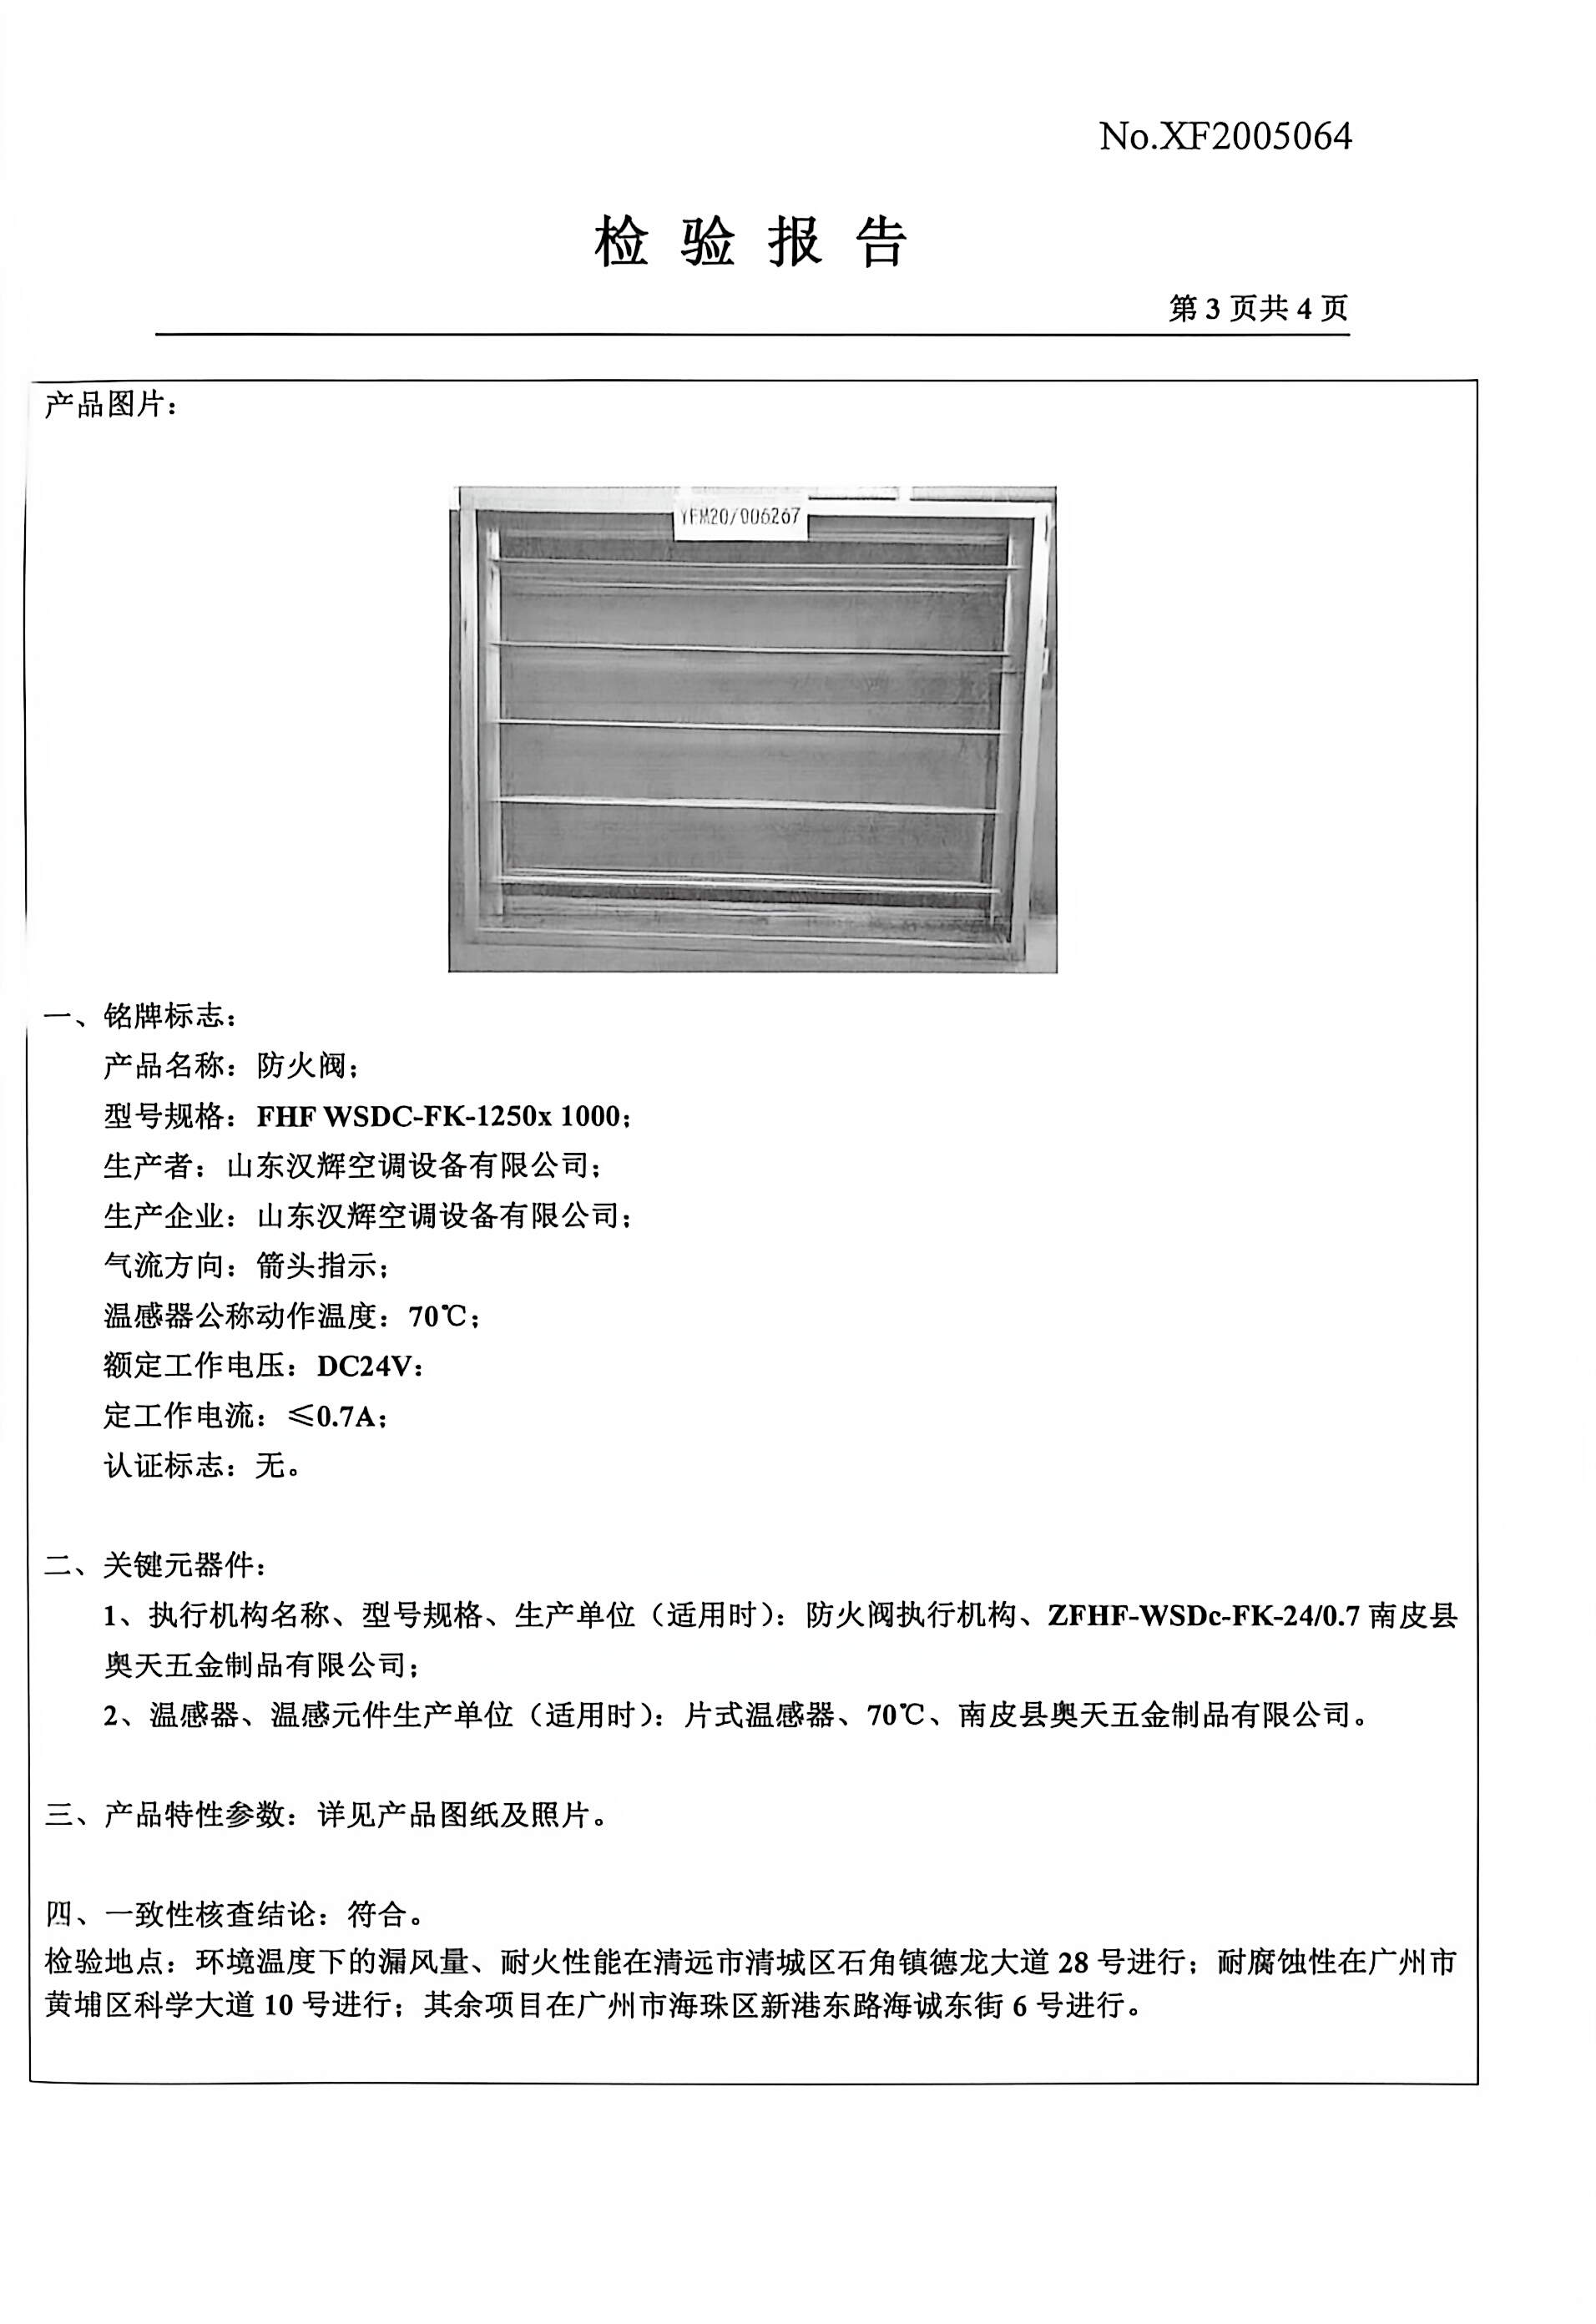 No.XF2005064
检验报告
第 3 页共 4 页
产品图片：
YFM20/006267
一、铭牌标志：
产品名称：防火阀；
型号规格：FHF WSDC-FK-1250x 1000；
生产者：山东汉辉空调设备有限公司；
生产企业：山东汉辉空调设备有限公司；
气流方向：箭头指示；
温感器公称动作温度：70℃；
额定工作电压：DC24V：
定工作电流：≤0.7A；
认证标志：无。
二、关键元器件：
1、执行机构名称、型号规格、生产单位（适用时）：防火阀执行机构、ZFHF-WSDc-FK-24/0.7 南皮县
奥天五金制品有限公司；
2、温感器、温感元件生产单位（适用时）：片式温感器、70℃、南皮县奥天五金制品有限公司。
三、产品特性参数：详见产品图纸及照片。
四、一致性核查结论：符合。
检验地点：环境温度下的漏风量、耐火性能在清远市清城区石角镇德龙大道 28 号进行；耐腐蚀性在广州市
黄埔区科学大道 10 号进行；其余项目在广州市海珠区新港东路海诚东街 6 号进行。